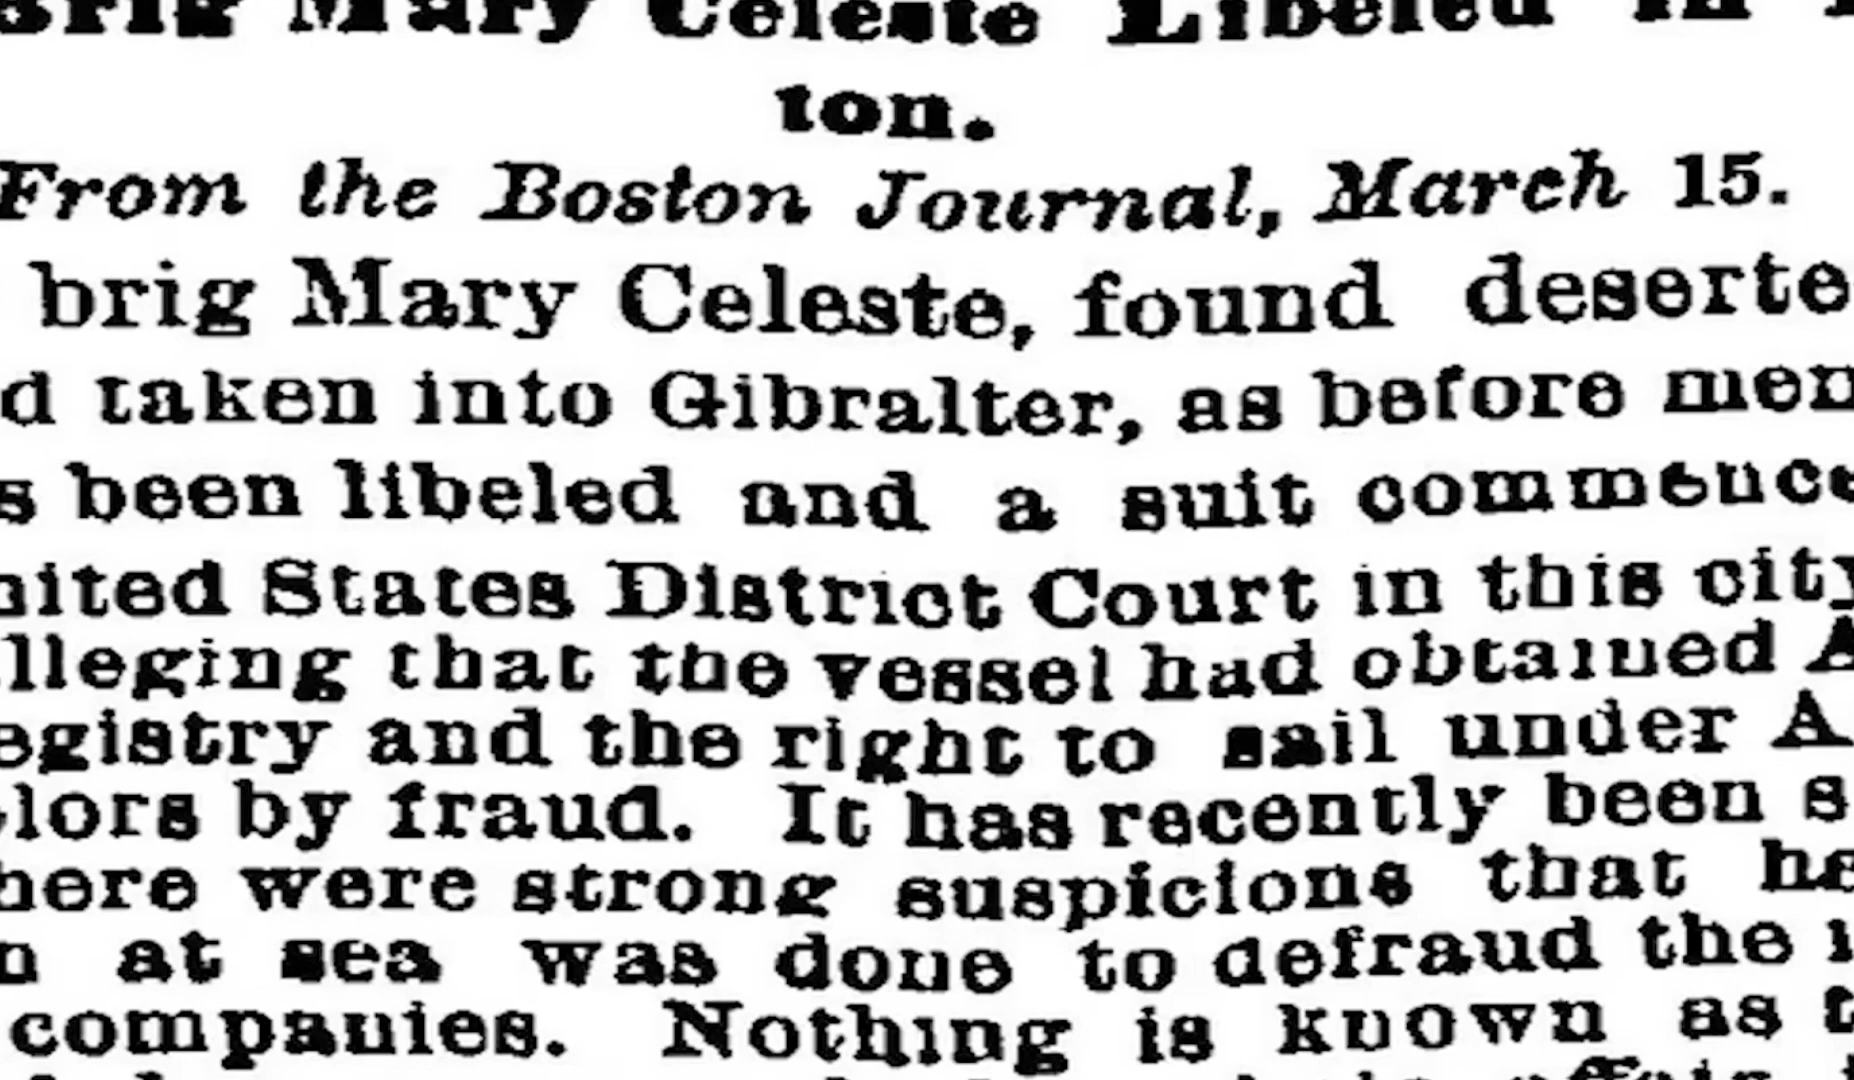 Brig Mary Celeste Libeled in
ton.
From the Boston Journal, March 15.
brig Mary Celeste, found deserte
d taken into Gibralter, as before men
s been libeled and a suit commence
nited States District Court in this city
lleging that the vessel had obtained A
egistry and the right to sail under A
lors by fraud. It has recently been s
here were strong suspicions that he
n at sea was done to defraud the i
companies. Nothing is known as t